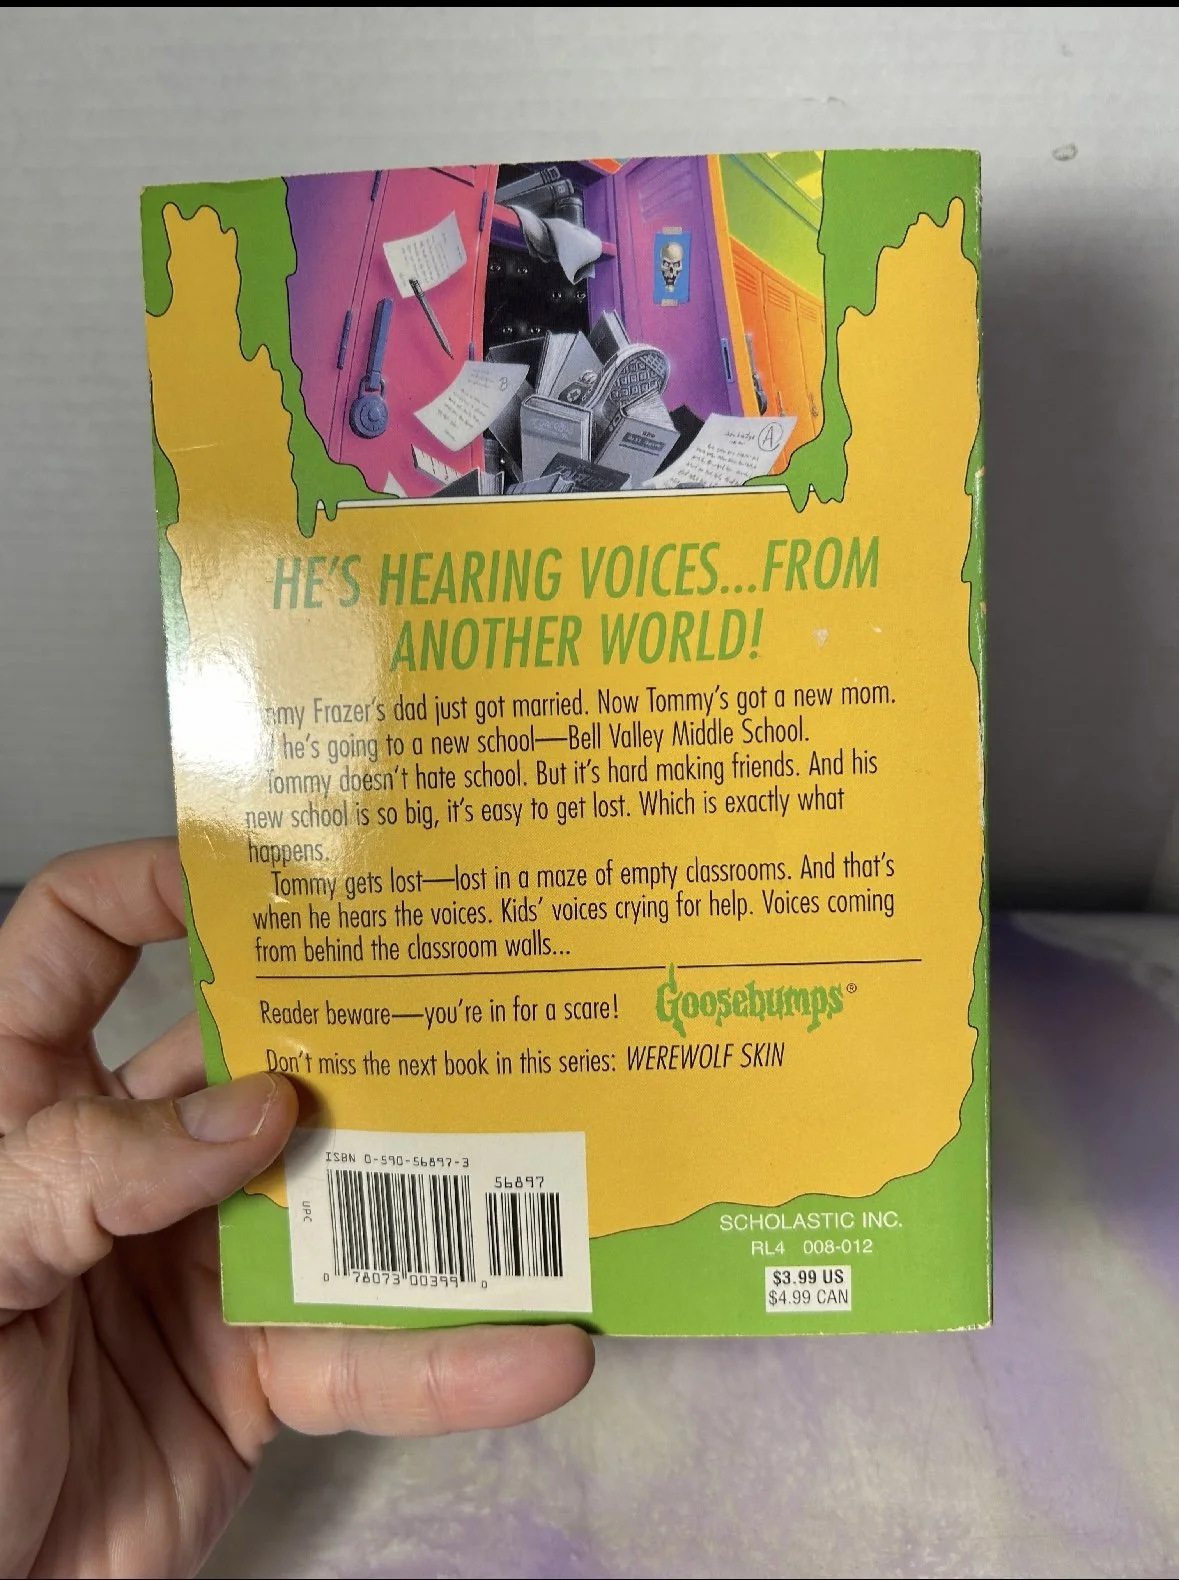 B
A
HE'S HEARING VOICES...FROM
ANOTHER WORLD!
Frazer's dad just got married. Now Tommy's got a new mom.
he's going to a new school—Bell Valley Middle School.
Tommy doesn't hate school. But it's hard making friends. And his
new school is so big, it's easy to get lost. Which is exactly what
happens.
Tommy gets lost—lost in a maze of empty classrooms. And that's
when he hears the voices. Kids' voices crying for help. Voices coming
from behind the classroom walls...
Reader beware—you're in for a scare! Goosebumps®
Don't miss the next book in this series: WEREWOLF SKIN
ISBN 0-590-56897-3
56897
UPC
0 78073 00399 0
SCHOLASTIC INC.
RL4 008-012
$3.99 US
$4.99 CAN